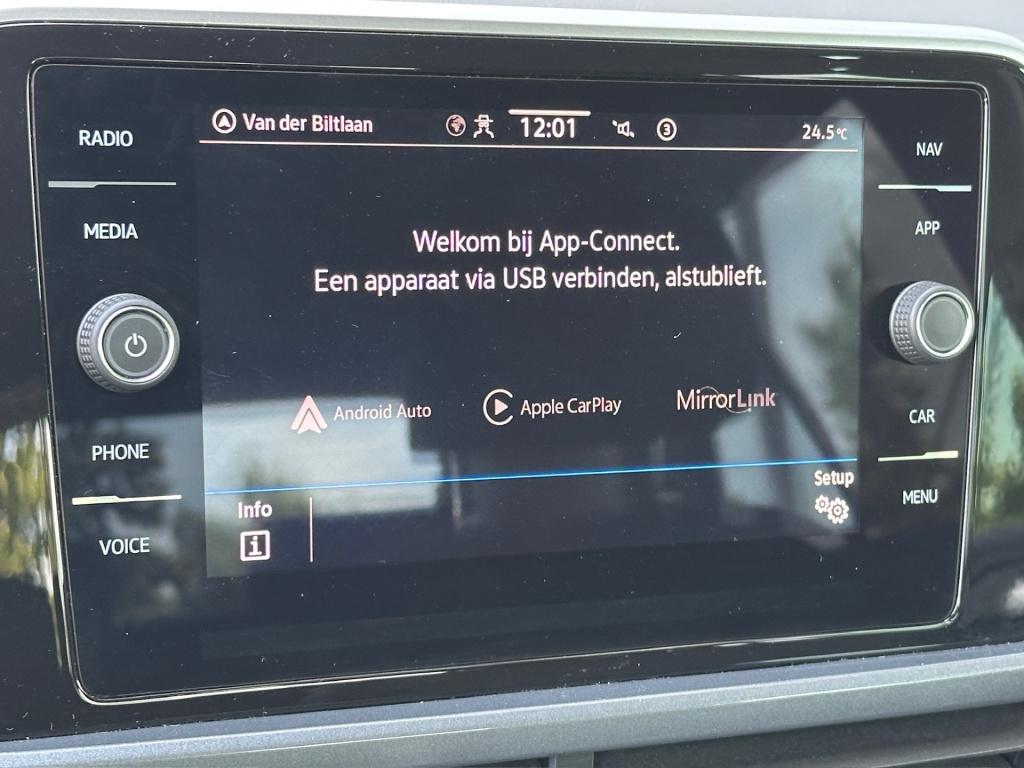 RADIO
MEDIA
PHONE
VOICE
Van der Biltlaan
12:01
3
24.5°C
Welkom bij App-Connect.
Een apparaat via USB verbinden, alstublieft.
Android Auto
Apple CarPlay
MirrorLink
Info
i
Setup
NAV
APP
CAR
MENU